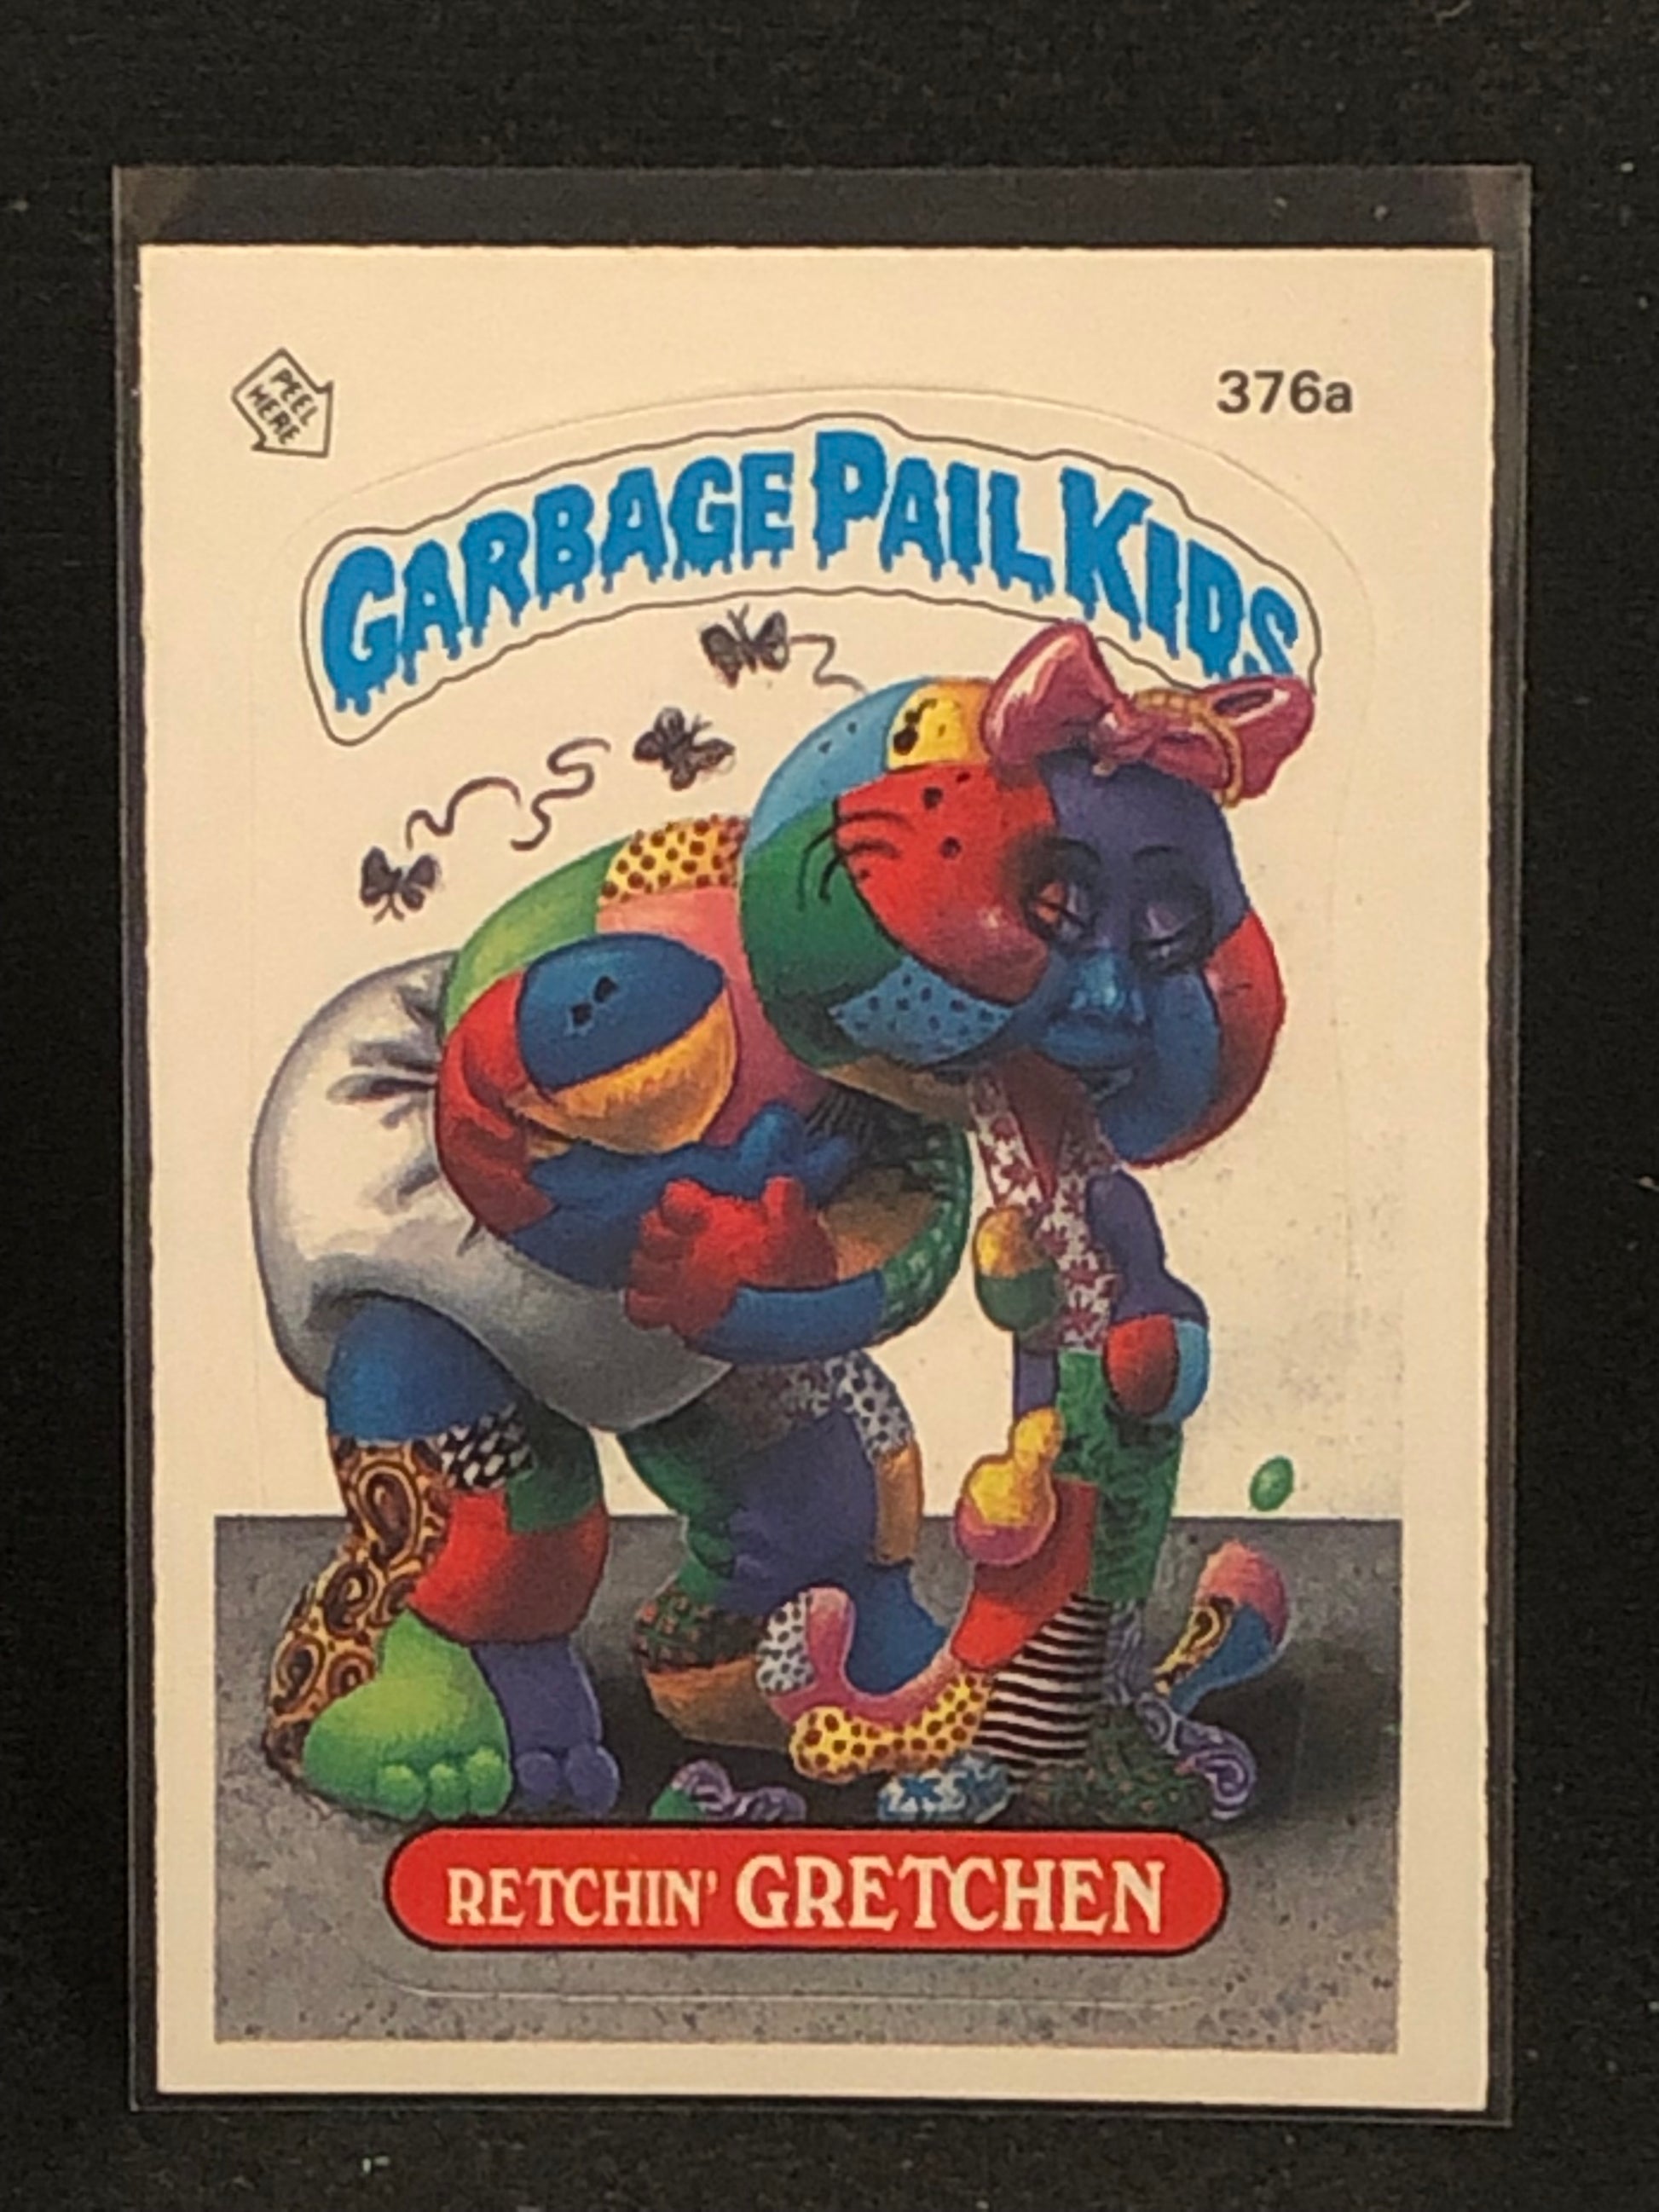 PEEL
HERE
376a
GARBAGE PAIL KIDS
RETCHIN' GRETCHEN